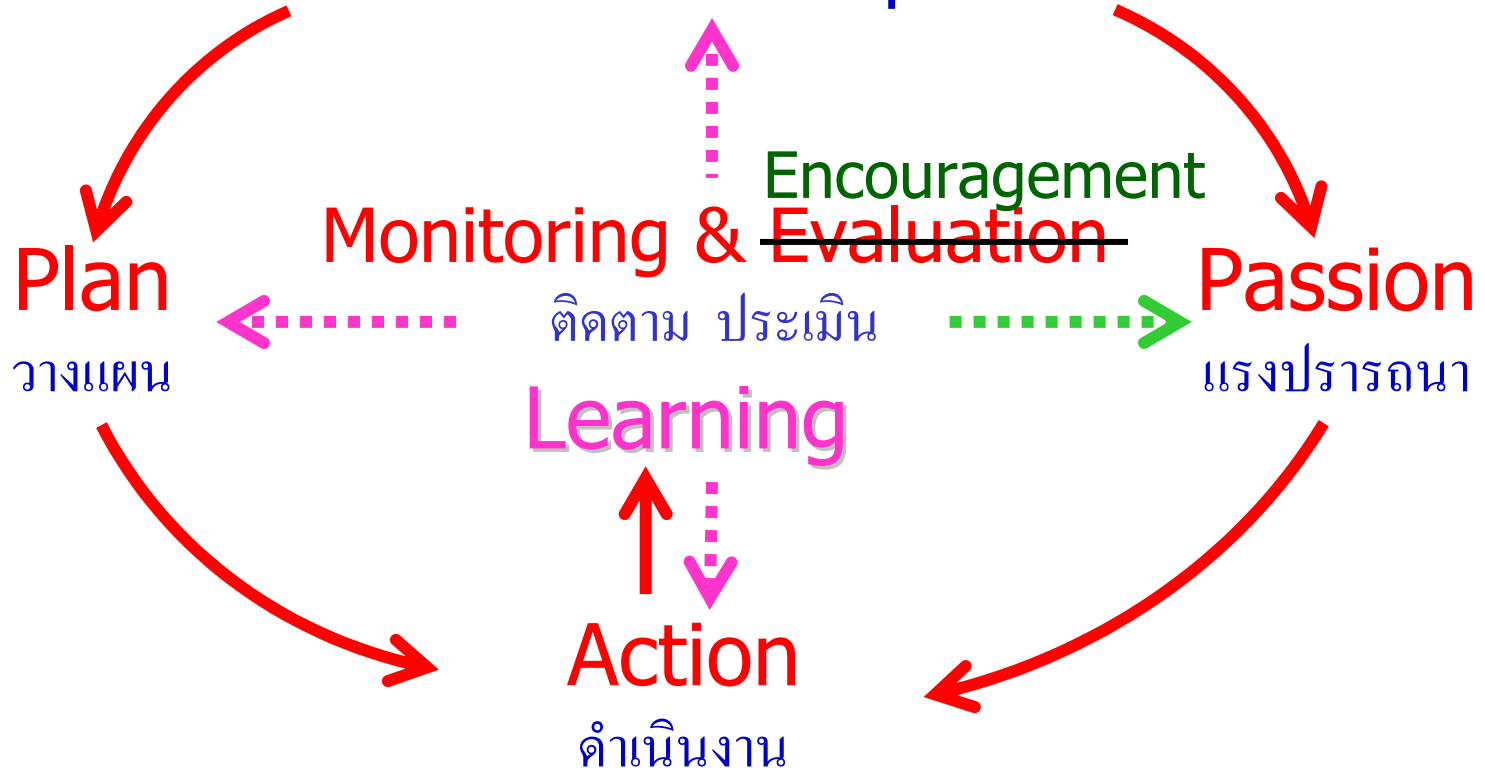 Encouragement
Monitoring & Evaluation
Plan
Passion
ติดตาม ประเมิน
วางแผน
แรงปรารถนา
Learning
Action
ดำเนินงาน